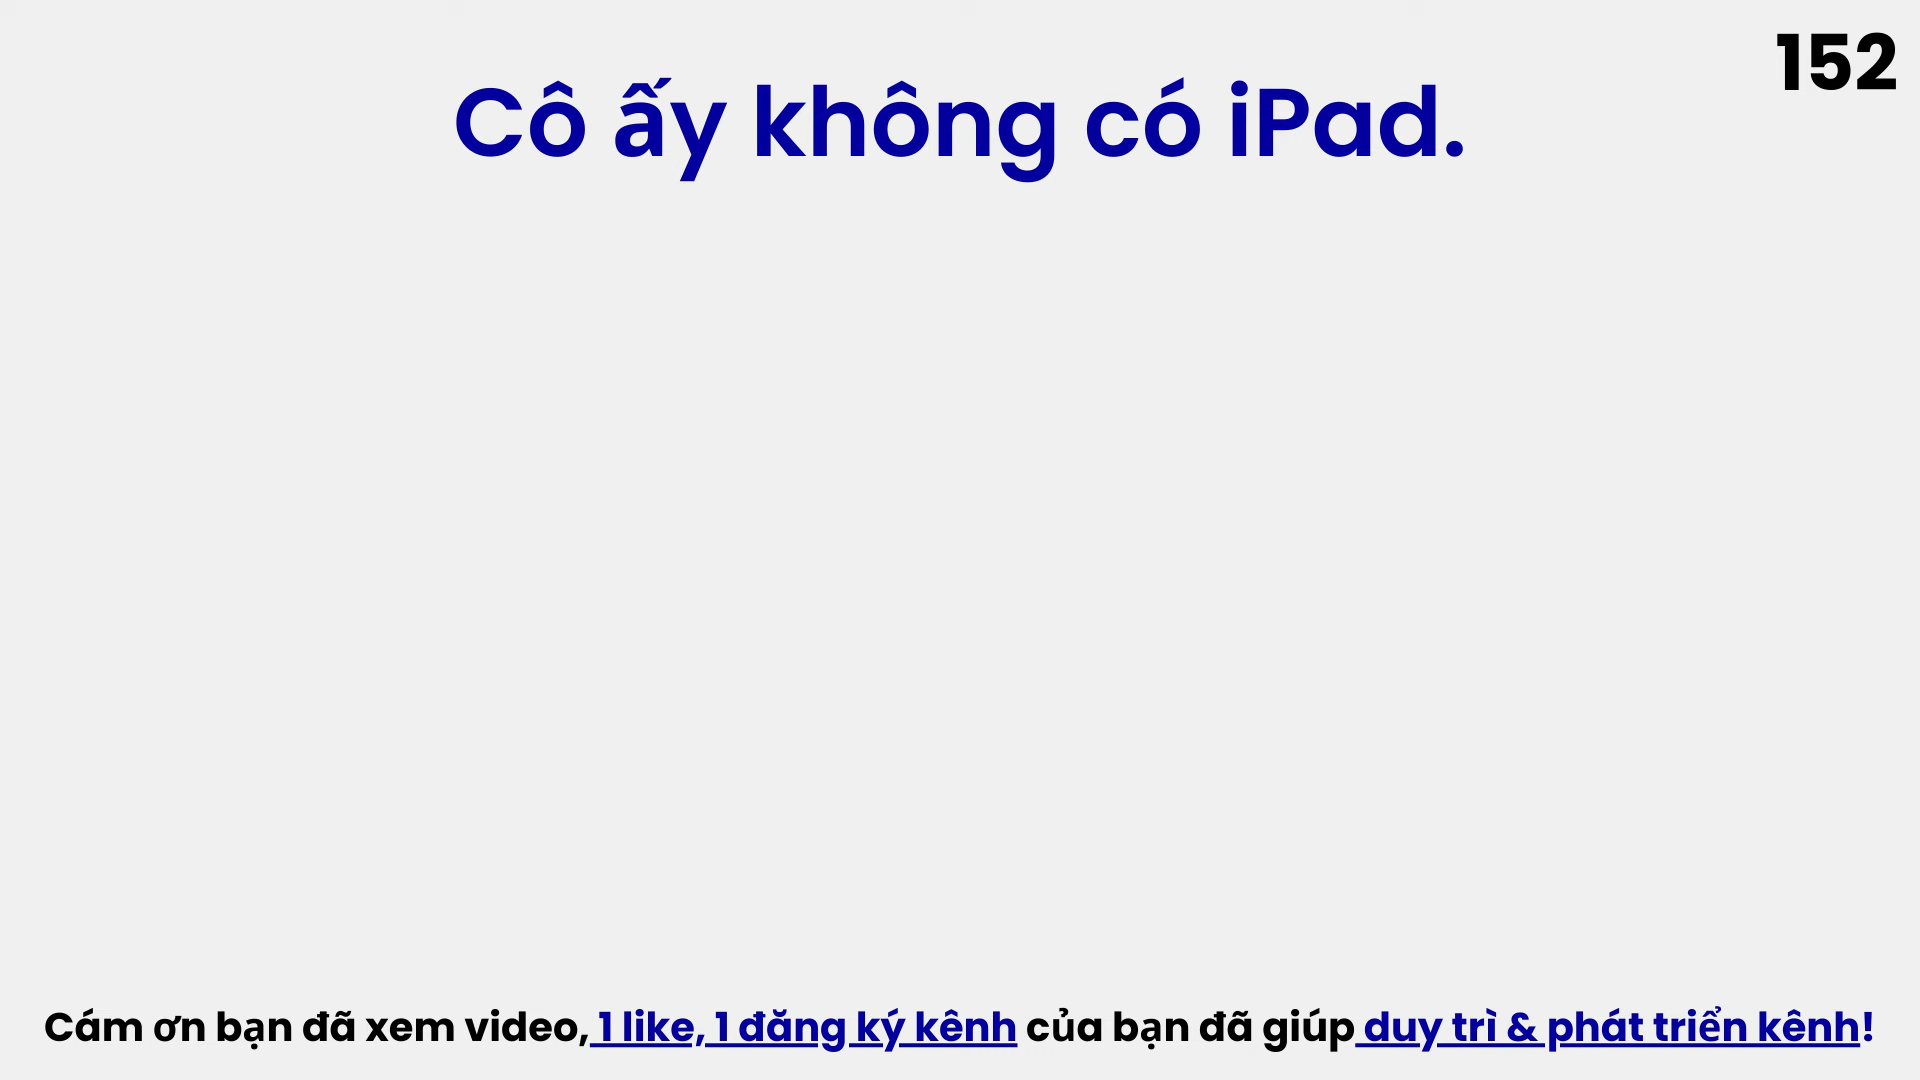 152
Cô ấy không có iPad.
Cám ơn bạn đã xem video, 1 like, 1 đăng ký kênh của bạn đã giúp duy trì & phát triển kênh!